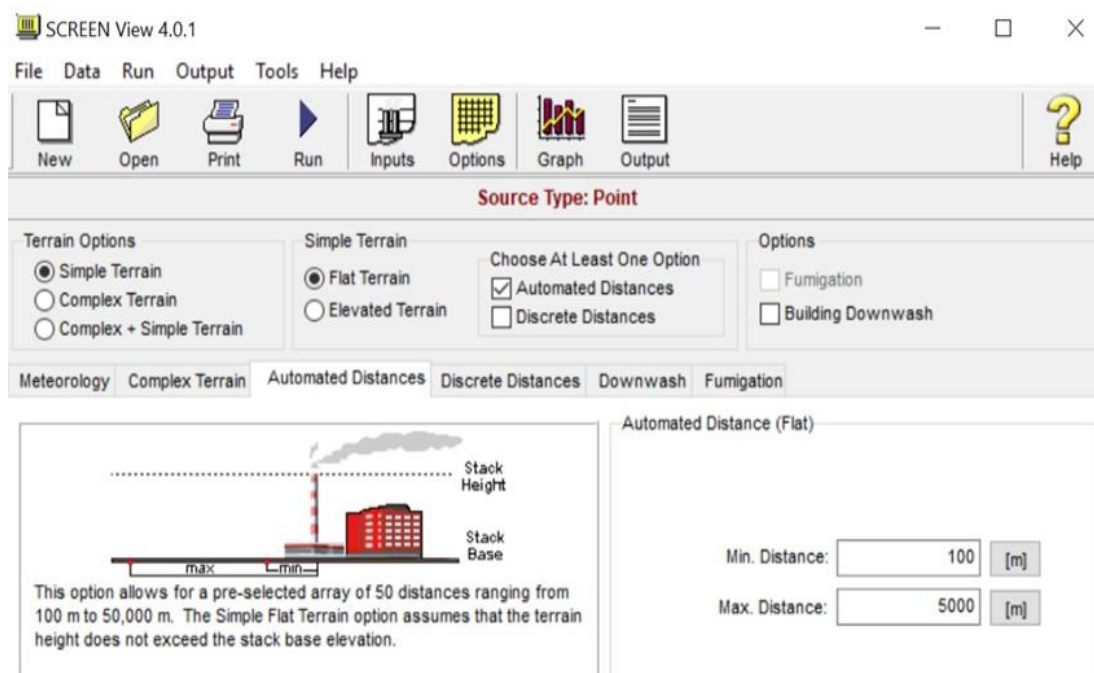 SCREEN View 4.0.1
File Data Run Output Tools Help
New Open Print Run Inputs Options Graph Output Help
Source Type: Point
Terrain Options
Simple Terrain
Complex Terrain
Complex + Simple Terrain
Simple Terrain
Flat Terrain
Elevated Terrain
Choose At Least One Option
Automated Distances
Discrete Distances
Options
Fumigation
Building Downwash
Meteorology Complex Terrain Automated Distances Discrete Distances Downwash Fumigation
Stack
Height
Stack
Base
max min
This option allows for a pre-selected array of 50 distances ranging from
100 m to 50,000 m. The Simple Flat Terrain option assumes that the terrain
height does not exceed the stack base elevation.
Automated Distance (Flat)
Min. Distance: 100 [m]
Max. Distance: 5000 [m]